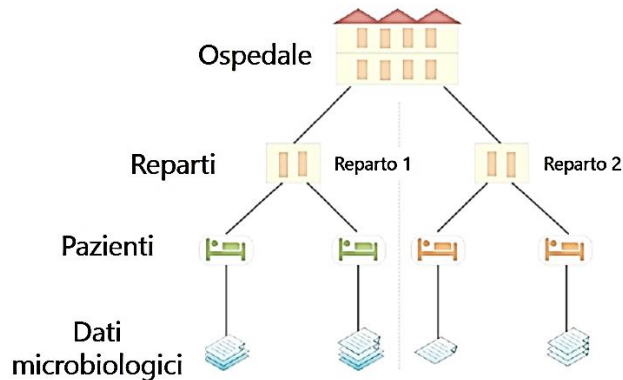 Ospedale
Reparti
Reparto 1
Reparto 2
Pazienti
Dati
microbiologici